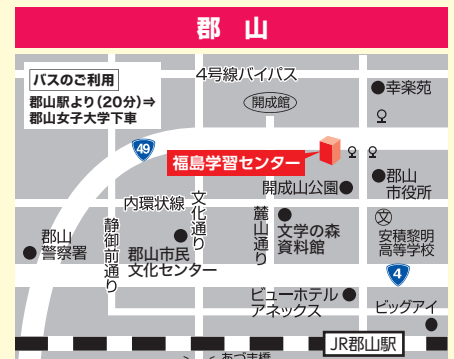 郡山
バスのご利用
郡山駅より(20分)⇒
郡山女子大学下車
4号線バイパス
開成館
幸楽苑
49
福島学習センター
開成山公園
郡山
市役所
内環状線
文化通り
静御前通り
麓山通り
文学の森
資料館
文
安積黎明
高等学校
郡山
警察署
郡山市民
文化センター
4
ビューホテル
アネックス
ビッグアイ
JR郡山駅
あづま橋